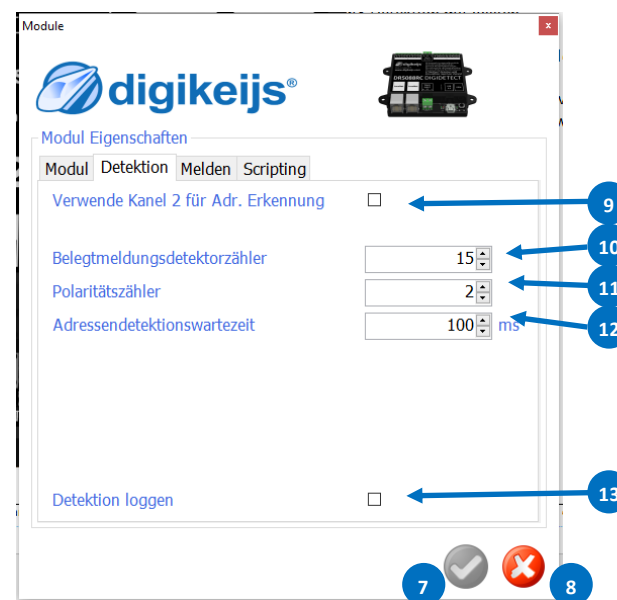 Module
x
digikeijs®
DR5088RC DIGIDETECT
Modul Eigenschaften
Modul Detektion Melden Scripting
Verwende Kanel 2 für Adr. Erkennung
9
Belegtmeldungsdetektorzähler 15
10
Polaritätszähler 2
11
Adressendetektionswartezeit 100 ms
12
Detektion loggen
13
7
8